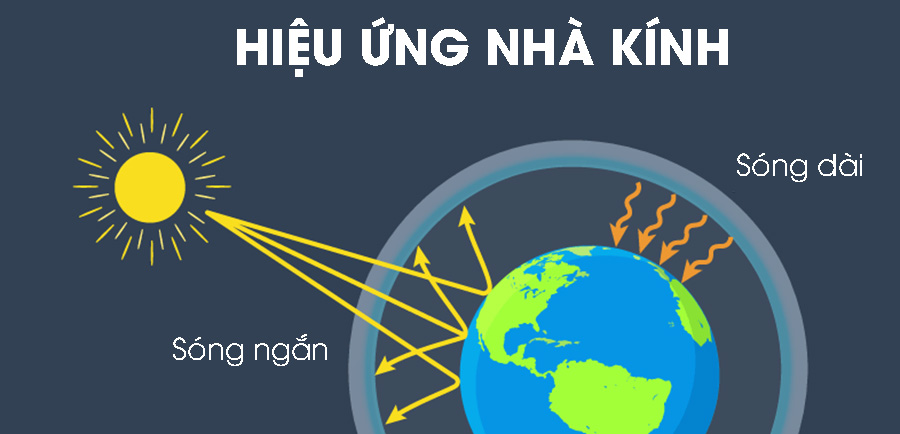 HIỆU ỨNG NHÀ KÍNH
Sóng dài
Sóng ngắn